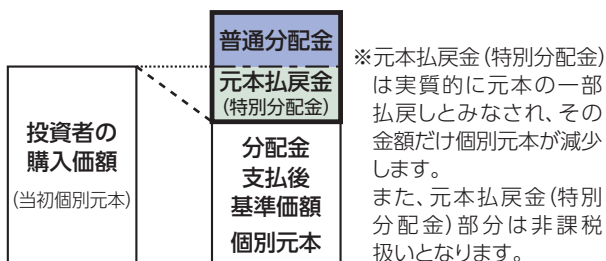 普通分配金
元本払戻金
(特別分配金)
投資者の
購入価額
(当初個別元本)
分配金
支払後
基準価額
個別元本
※元本払戻金(特別分配金)
は実質的に元本の一部
払戻しとみなされ、その
金額だけ個別元本が減少
します。
また、元本払戻金(特別
分配金)部分は非課税
扱いとなります。